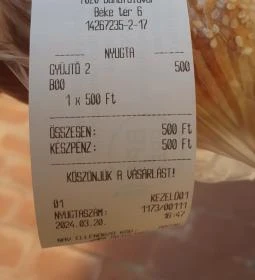 Béke tér 6
14267235-2-17
NYUGTA
GYŰJTŐ 2 500
B00
1 x 500 Ft
ÖSSZESEN: 500 Ft
KÉSZPÉNZ: 500 Ft
KÖSZÖNJÜK A VÁSÁRLÁST!
01 KEZELŐ01
NYUGTASZÁM: 1173/00111
2024.03.20. 16:47